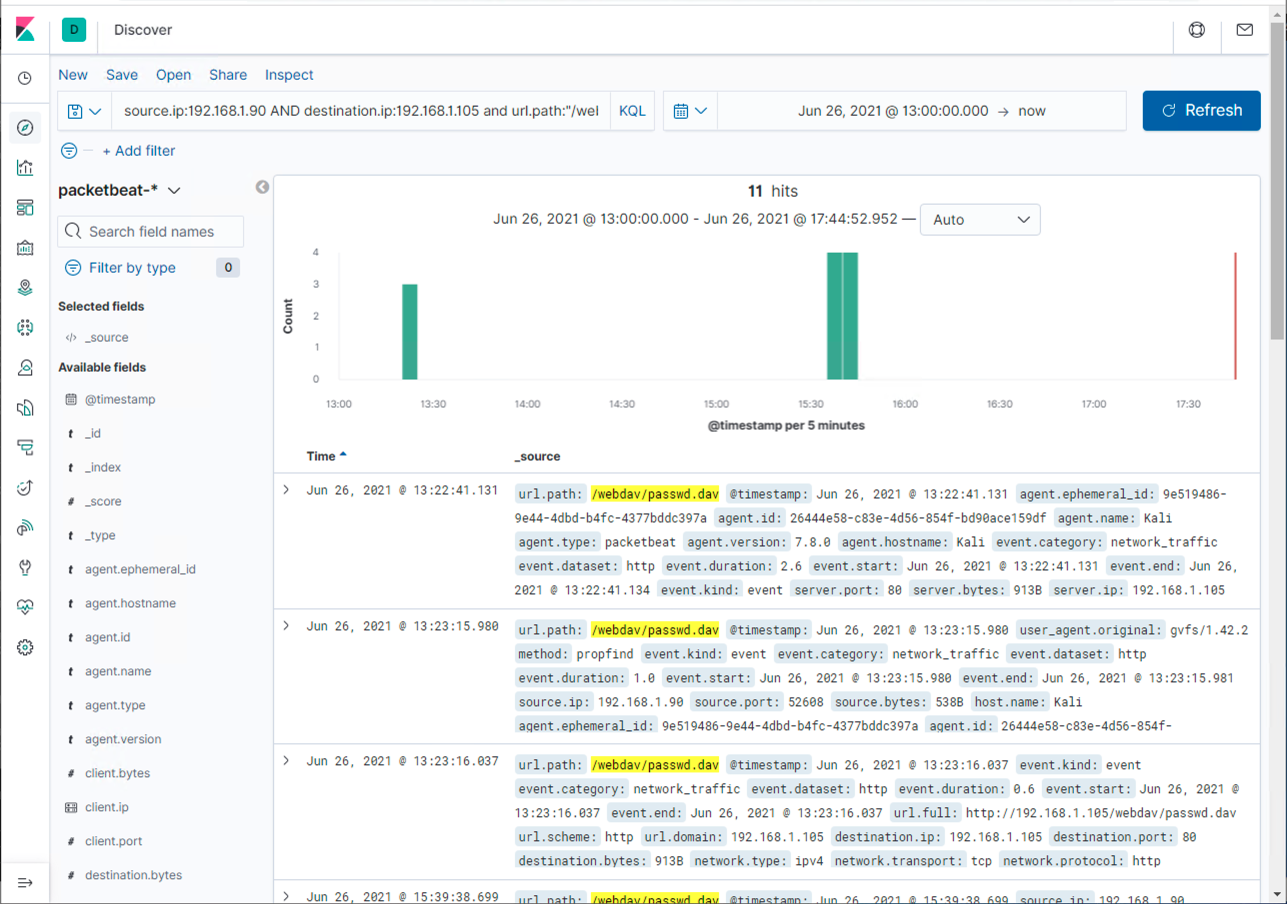 D Discover
New Save Open Share Inspect
source.ip:192.168.1.90 AND destination.ip:192.168.1.105 and url.path:"/wel KQL Jun 26, 2021 @ 13:00:00.000 → now Refresh
+ Add filter
packetbeat-*
Search field names
Filter by type 0
Selected fields
</> _source
Available fields
@timestamp
t _id
t _index
# _score
t _type
t agent.ephemeral_id
t agent.hostname
t agent.id
t agent.name
t agent.type
t agent.version
# client.bytes
client.ip
# client.port
# destination.bytes
11 hits
Jun 26, 2021 @ 13:00:00.000 - Jun 26, 2021 @ 17:44:52.952 — Auto
Count
4
3
2
1
0
13:00 13:30 14:00 14:30 15:00 15:30 16:00 16:30 17:00 17:30
@timestamp per 5 minutes
Time _source
Jun 26, 2021 @ 13:22:41.131 url.path: /webdav/passwd.dav @timestamp: Jun 26, 2021 @ 13:22:41.131 agent.ephemeral_id: 9e519486-
9e44-4dbd-b4fc-4377bddc397a agent.id: 26444e58-c83e-4d56-854f-bd90ace159df agent.name: Kali
agent.type: packetbeat agent.version: 7.8.0 agent.hostname: Kali event.category: network_traffic
event.dataset: http event.duration: 2.6 event.start: Jun 26, 2021 @ 13:22:41.131 event.end: Jun 26,
2021 @ 13:22:41.134 event.kind: event server.port: 80 server.bytes: 913B server.ip: 192.168.1.105
Jun 26, 2021 @ 13:23:15.980 url.path: /webdav/passwd.dav @timestamp: Jun 26, 2021 @ 13:23:15.980 user_agent.original: gvfs/1.42.2
method: propfind event.kind: event event.category: network_traffic event.dataset: http
event.duration: 1.0 event.start: Jun 26, 2021 @ 13:23:15.980 event.end: Jun 26, 2021 @ 13:23:15.981
source.ip: 192.168.1.90 source.port: 52608 source.bytes: 538B host.name: Kali
agent.ephemeral_id: 9e519486-9e44-4dbd-b4fc-4377bddc397a agent.id: 26444e58-c83e-4d56-854f-
Jun 26, 2021 @ 13:23:16.037 url.path: /webdav/passwd.dav @timestamp: Jun 26, 2021 @ 13:23:16.037 event.kind: event
event.category: network_traffic event.dataset: http event.duration: 0.6 event.start: Jun 26, 2021 @
13:23:16.037 event.end: Jun 26, 2021 @ 13:23:16.037 url.full: http://192.168.1.105/webdav/passwd.dav
url.scheme: http url.domain: 192.168.1.105 destination.ip: 192.168.1.105 destination.port: 80
destination.bytes: 913B network.type: ipv4 network.transport: tcp network.protocol: http
Jun 26, 2021 @ 15:39:38.699 url.path: /webdav/passwd.dav @timestamp: Jun 26, 2021 @ 15:39:38.699 source.ip: 192.168.1.90